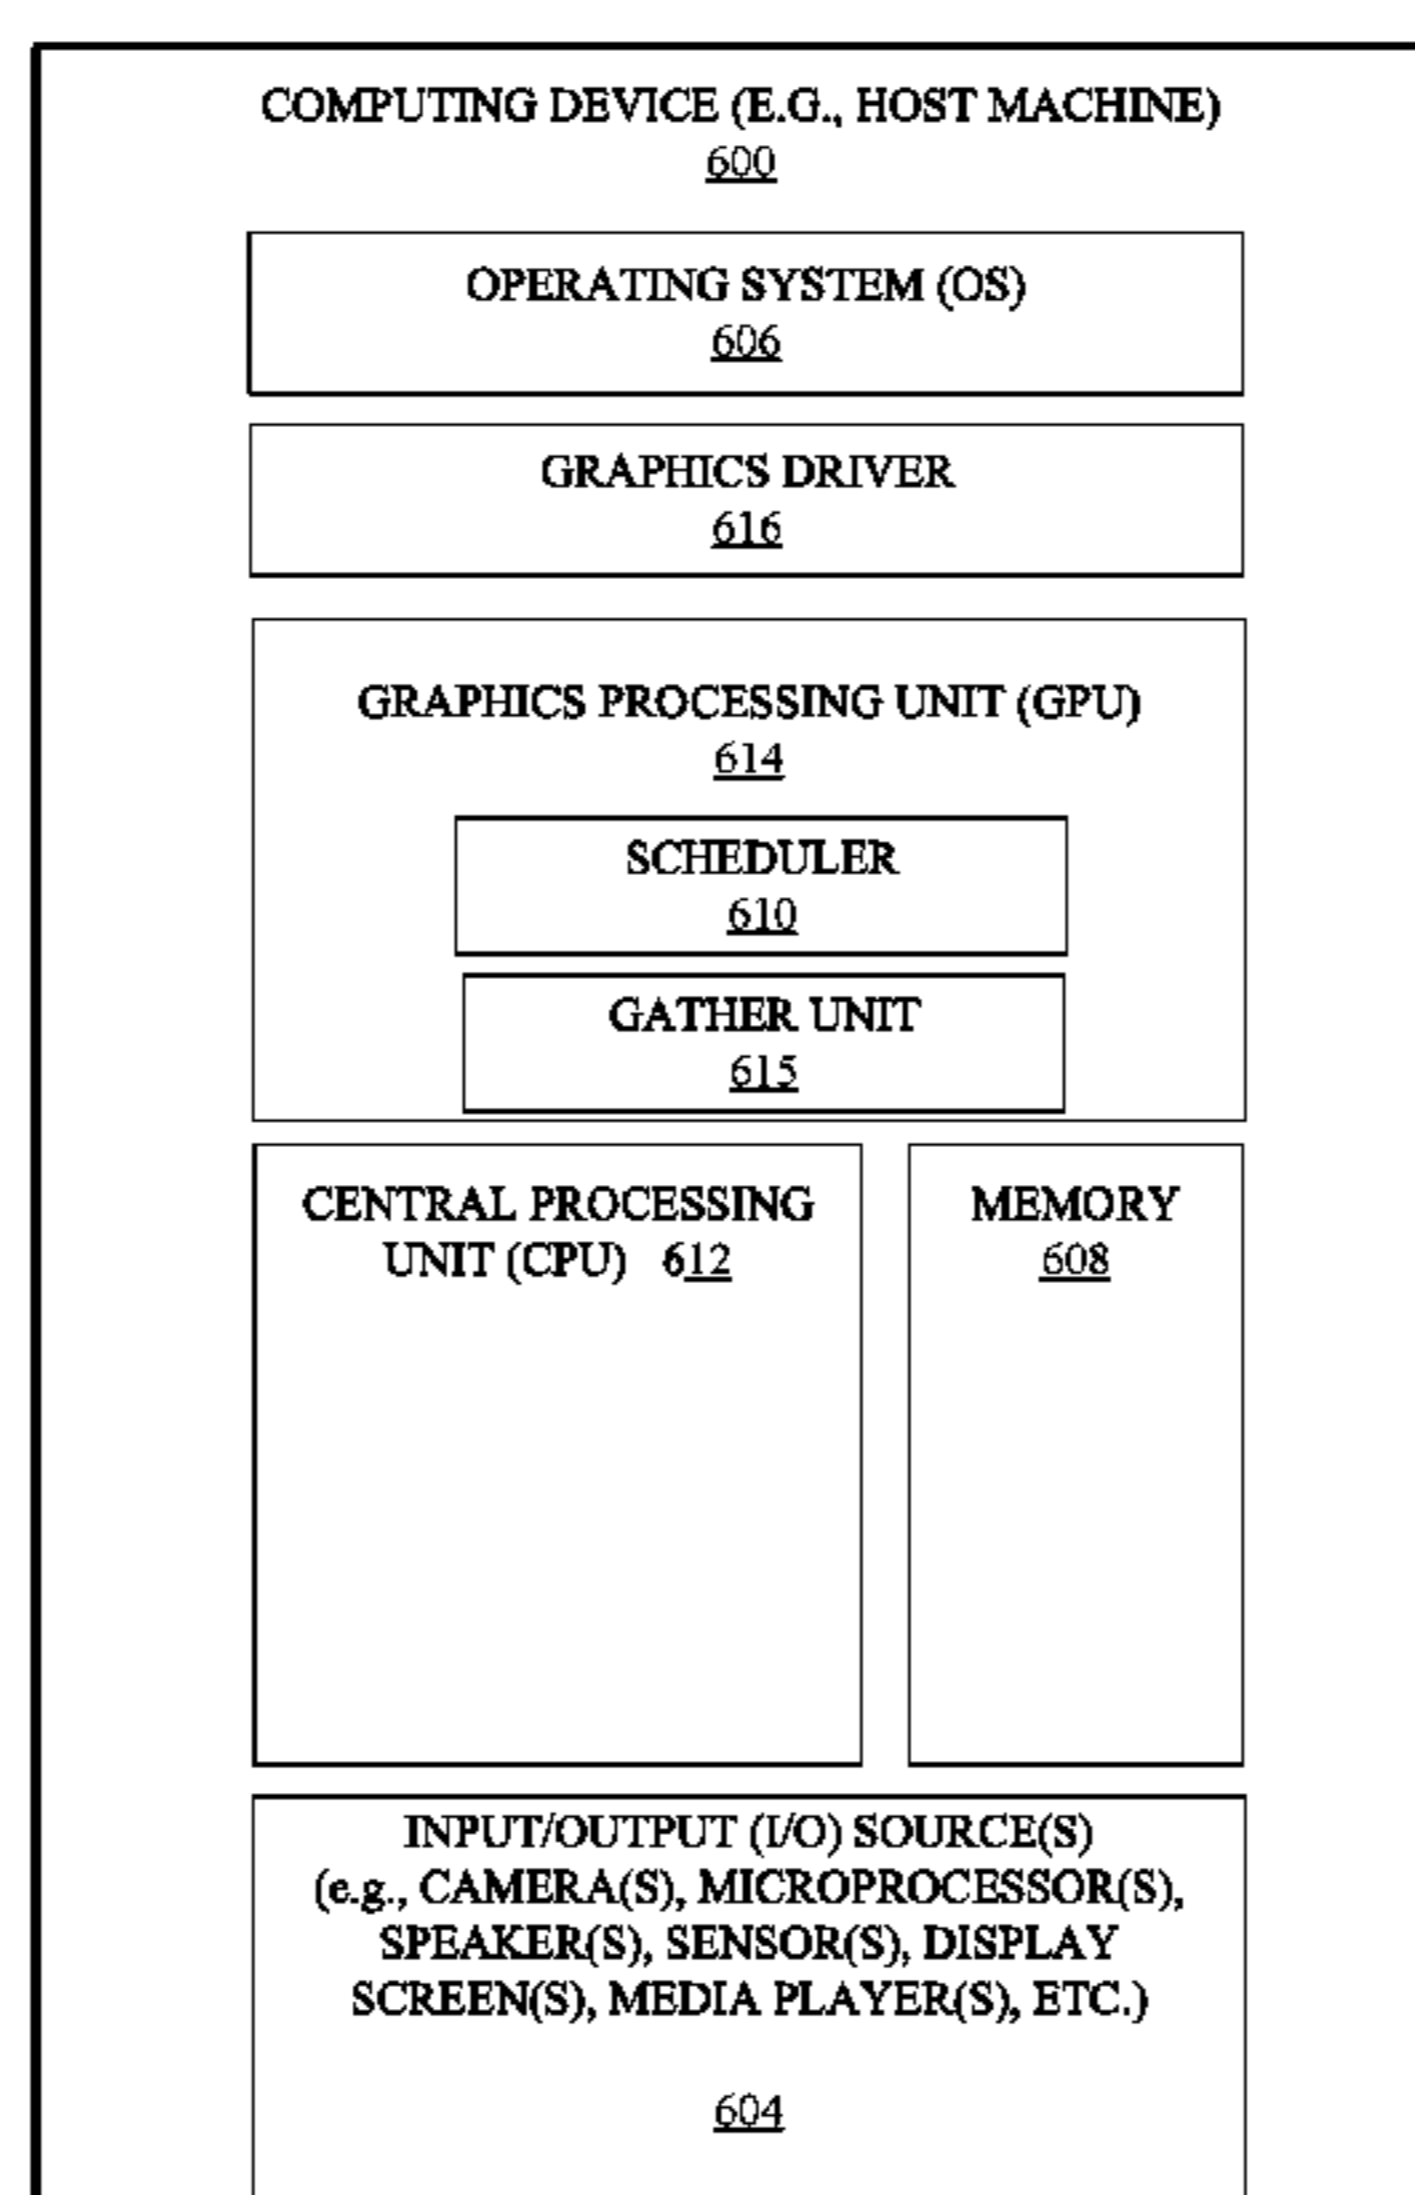 COMPUTING DEVICE (E.G., HOST MACHINE)
600
OPERATING SYSTEM (OS)
606
GRAPHICS DRIVER
616
GRAPHICS PROCESSING UNIT (GPU)
614
SCHEDULER
610
GATHER UNIT
615
CENTRAL PROCESSING
UNIT (CPU) 612
MEMORY
608
INPUT/OUTPUT (I/O) SOURCE(S)
(e.g., CAMERA(S), MICROPROCESSOR(S),
SPEAKER(S), SENSOR(S), DISPLAY
SCREEN(S), MEDIA PLAYER(S), ETC.)
604